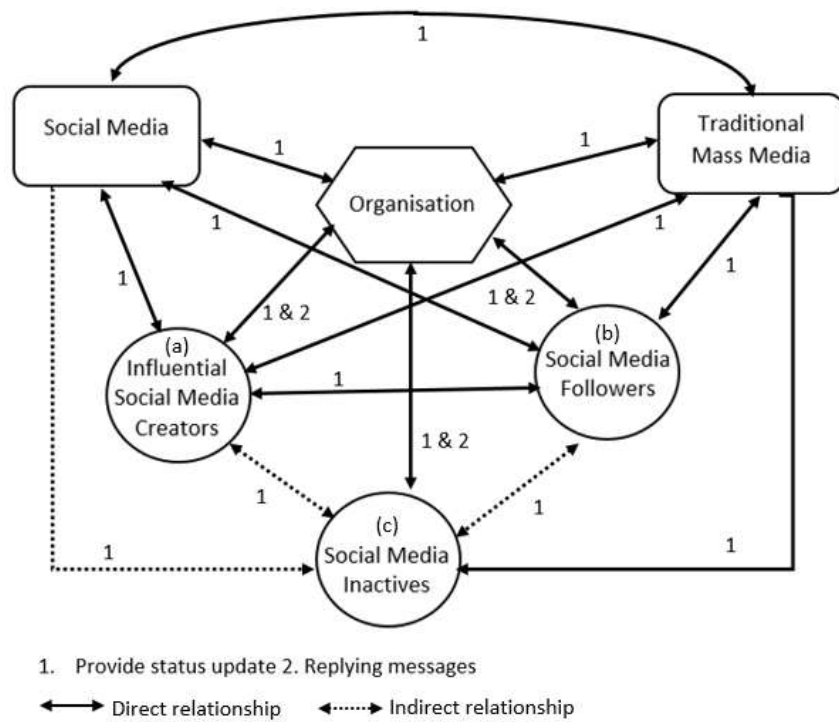 1
Social Media
Traditional
Mass Media
1
1
Organisation
1
1
1
1
1 & 2
1 & 2
(a)
Influential
Social Media
Creators
(b)
Social Media
Followers
1
1 & 2
1
1
(c)
Social Media
Inactives
1
1
1. Provide status update 2. Replying messages
Direct relationship
Indirect relationship